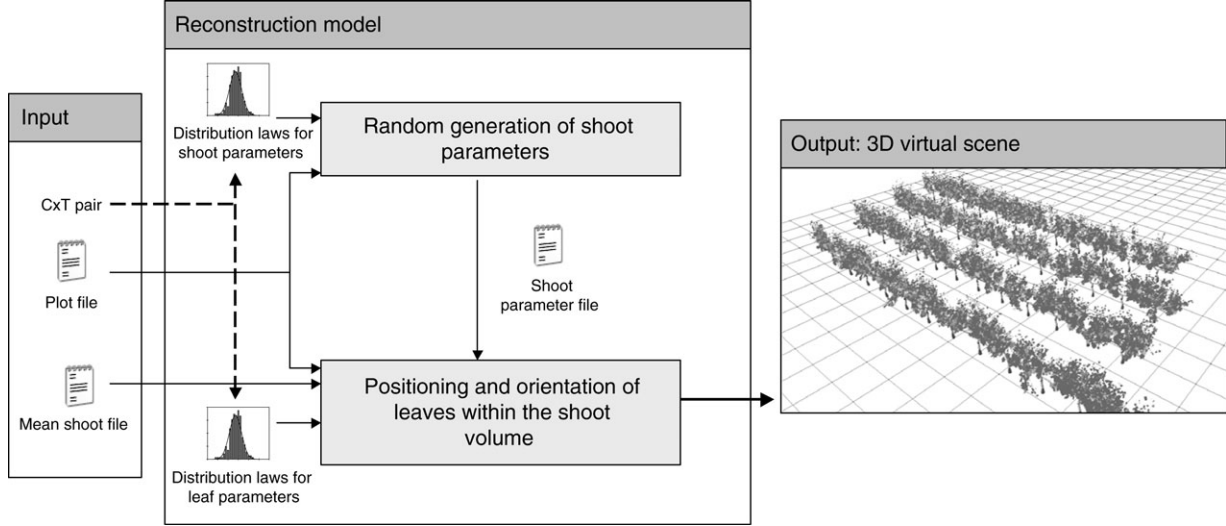 Reconstruction model
Input
Distribution laws for
shoot parameters
Random generation of shoot
parameters
Output: 3D virtual scene
CxT pair
Plot file
Shoot
parameter file
Mean shoot file
Positioning and orientation of
leaves within the shoot
volume
Distribution laws for
leaf parameters